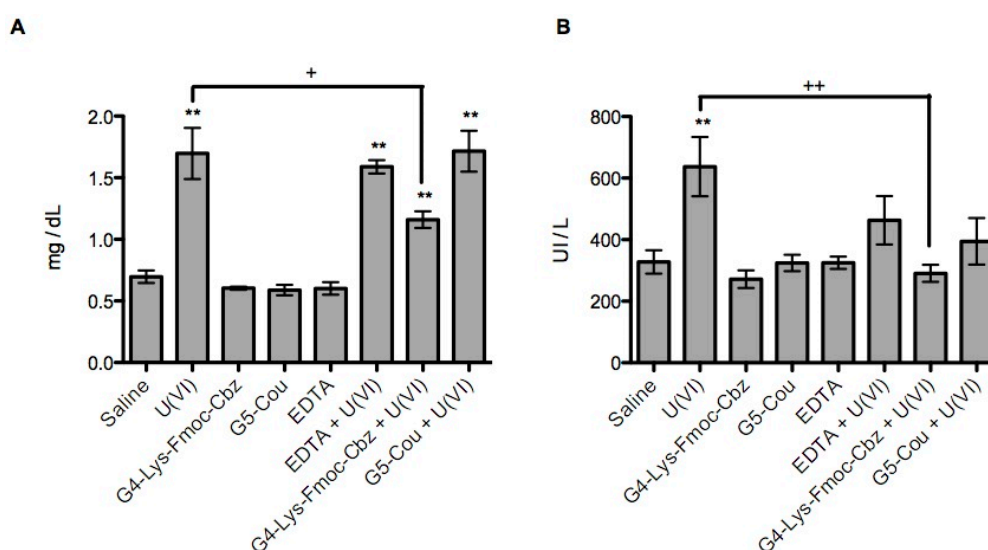 A
+
**
**
**
**
2.0
1.5
1.0
0.5
0.0
mg / dL
Saline
U(VI)
G4-Lys-Fmoc-Cbz
G5-Cou
EDTA
EDTA + U(VI)
G4-Lys-Fmoc-Cbz + U(VI)
G5-Cou + U(VI)
B
++
**
800
600
400
200
0
UI / L
Saline
U(VI)
G4-Lys-Fmoc-Cbz
G5-Cou
EDTA
EDTA + U(VI)
G4-Lys-Fmoc-Cbz + U(VI)
G5-Cou + U(VI)